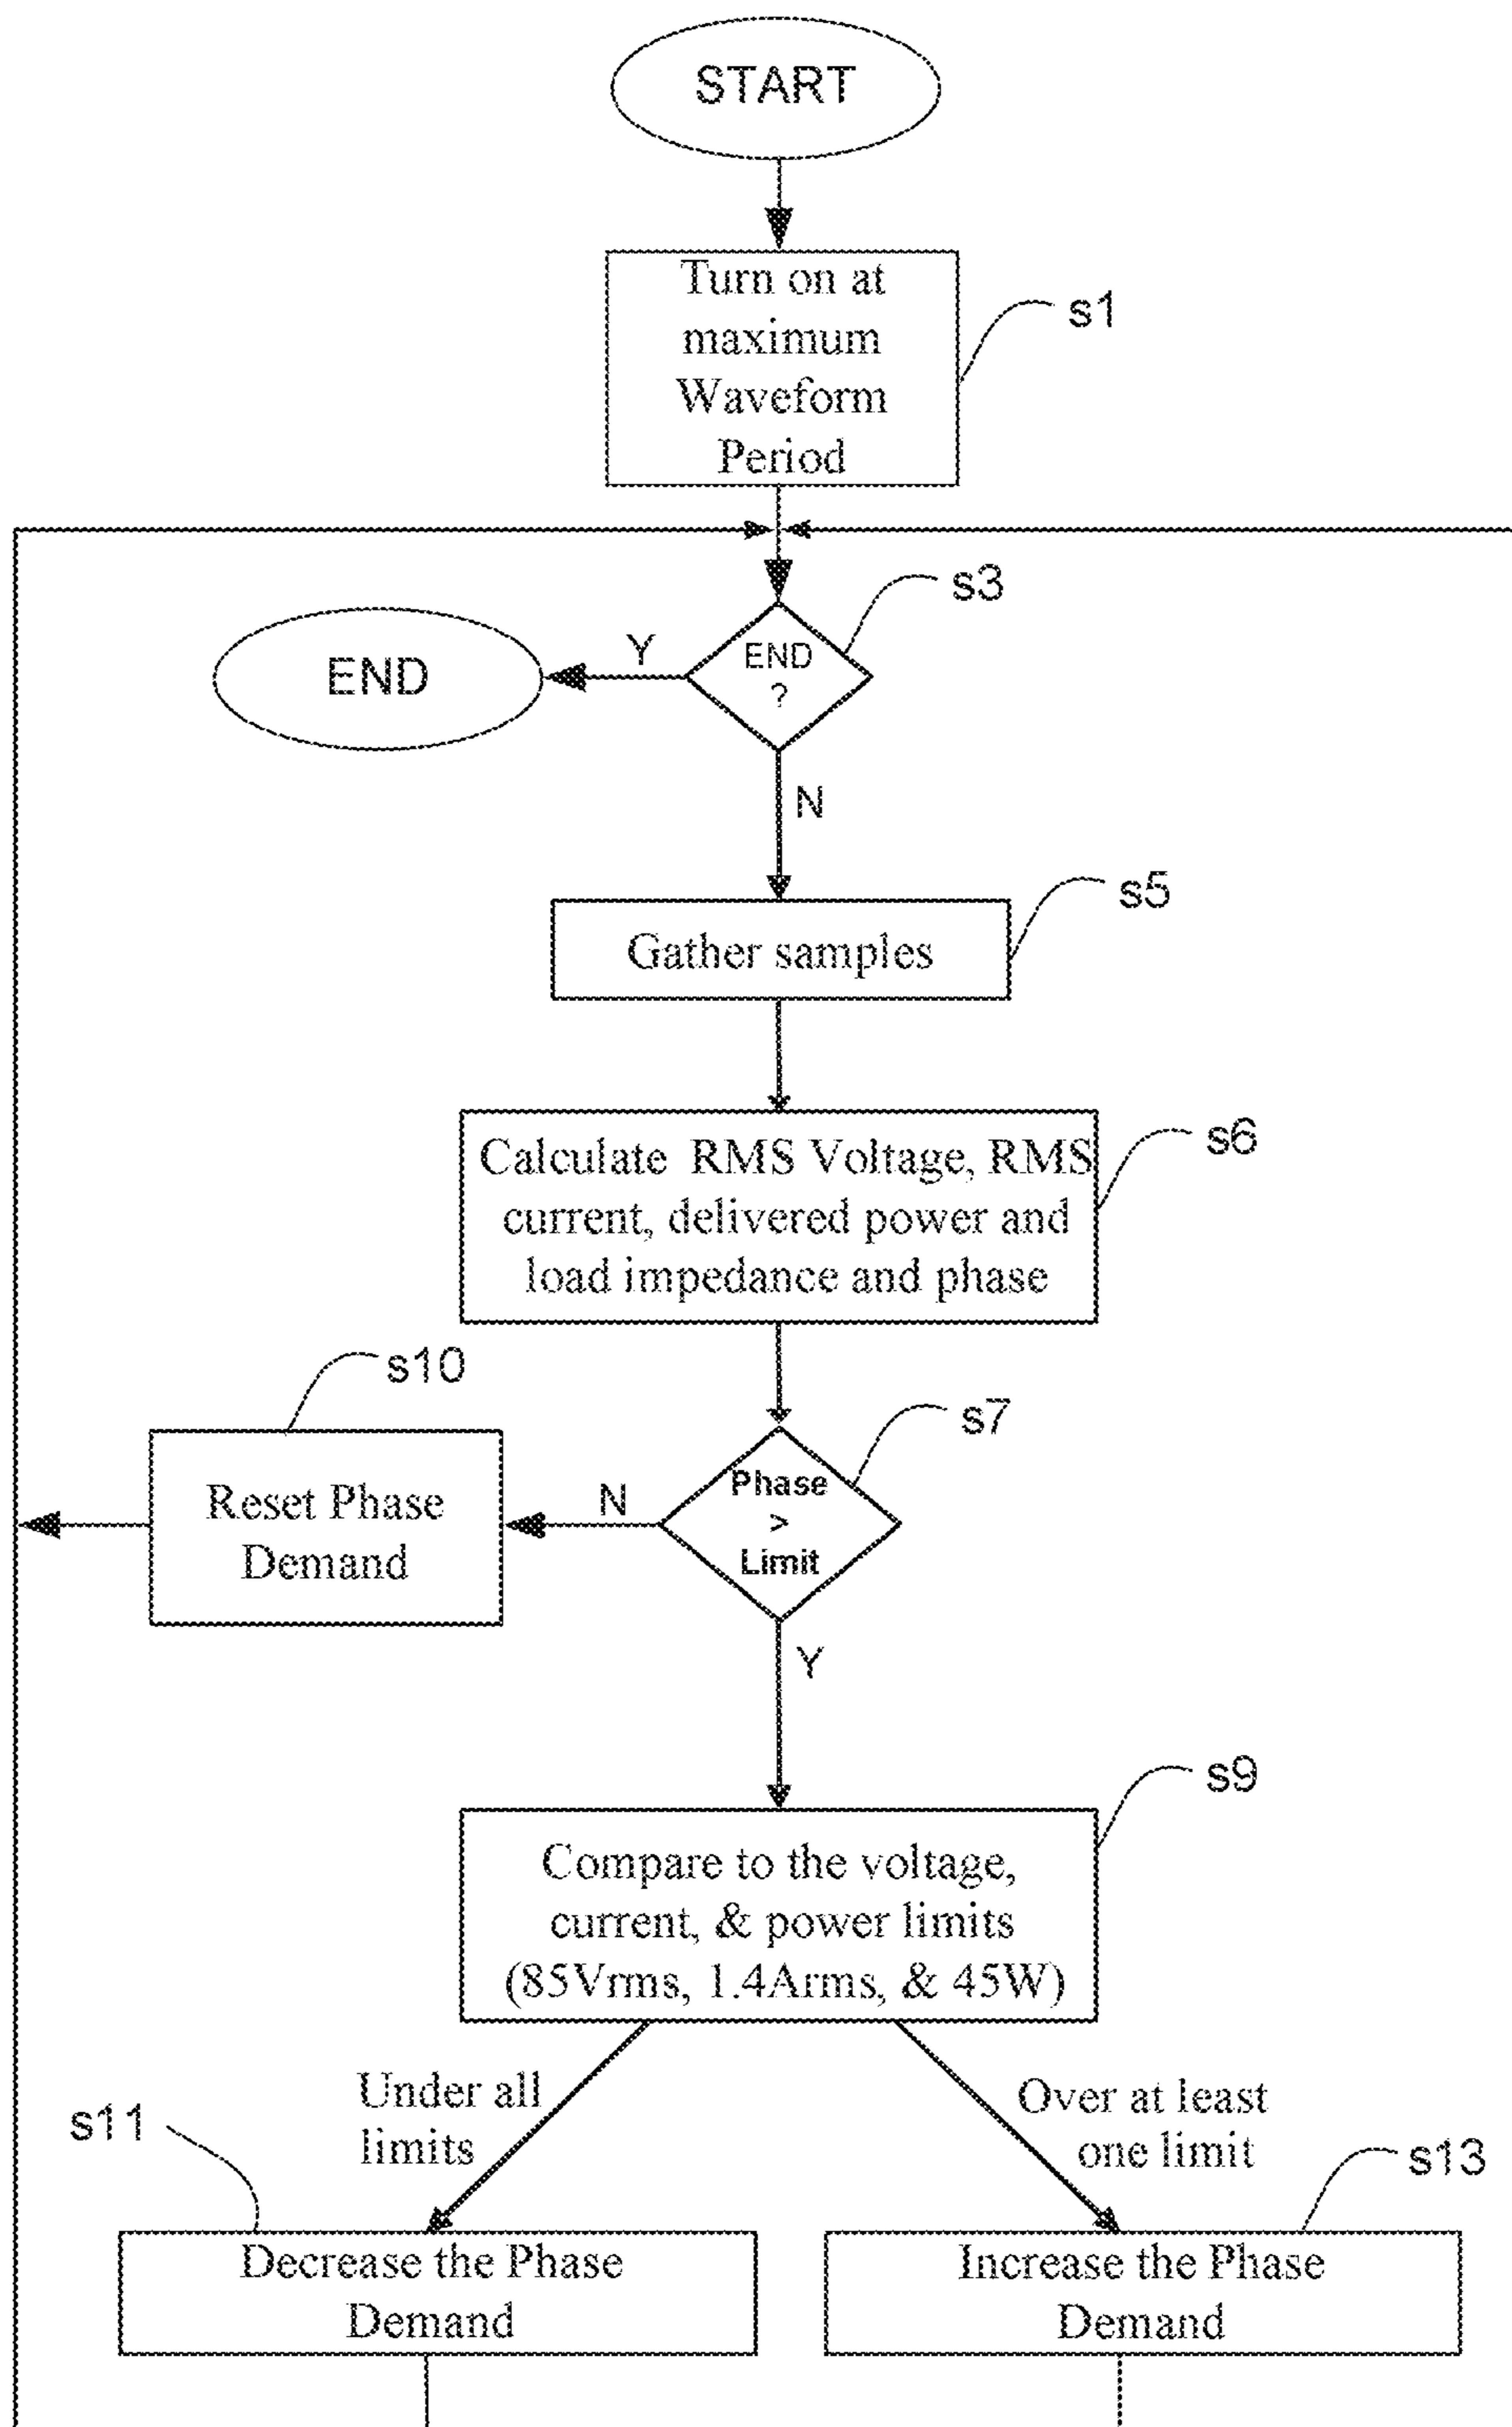 START
Turn on at
maximum
Waveform
Period
s1
s3
END
?
Y
END
N
s5
Gather samples
s6
Calculate RMS Voltage, RMS
current, delivered power and
load impedance and phase
s10
s7
Phase
>
Limit
N
Reset Phase
Demand
Y
s9
Compare to the voltage,
current, & power limits
(85Vrms, 1.4Arms, & 45W)
Under all
limits
Over at least
one limit
s11
s13
Decrease the Phase
Demand
Increase the Phase
Demand